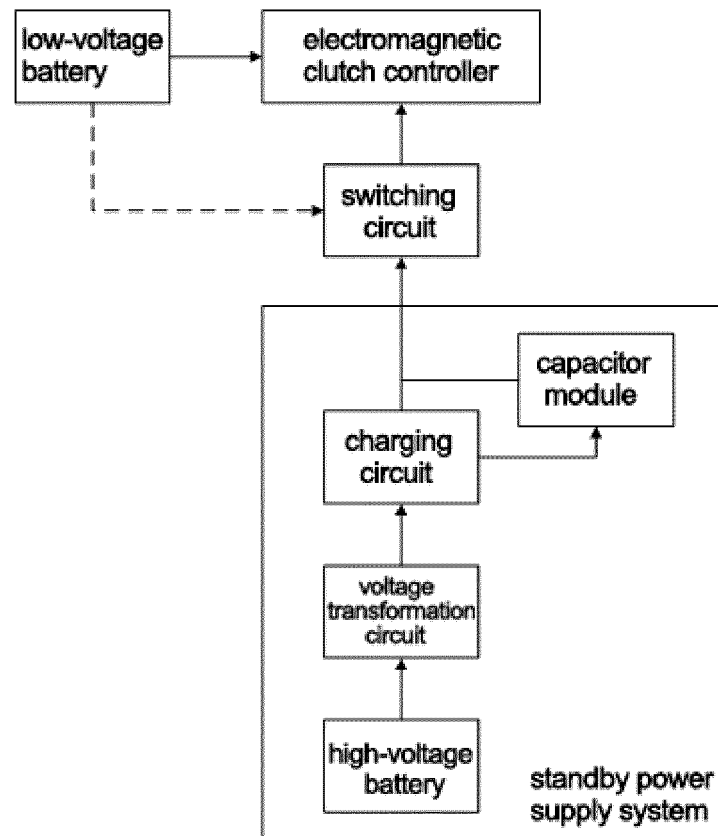 low-voltage
battery
electromagnetic
clutch controller
switching
circuit
capacitor
module
charging
circuit
voltage
transformation
circuit
high-voltage
battery
standby power
supply system